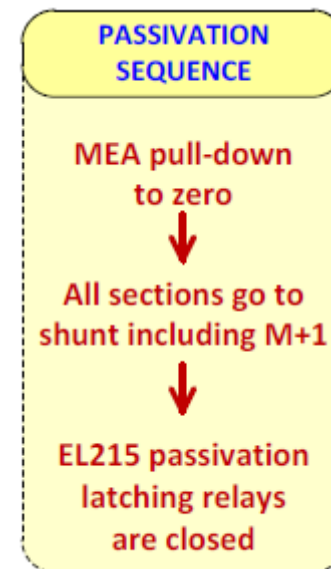 PASSIVATION
SEQUENCE
MEA pull-down
to zero
All sections go to
shunt including M+1
EL215 passivation
latching relays
are closed